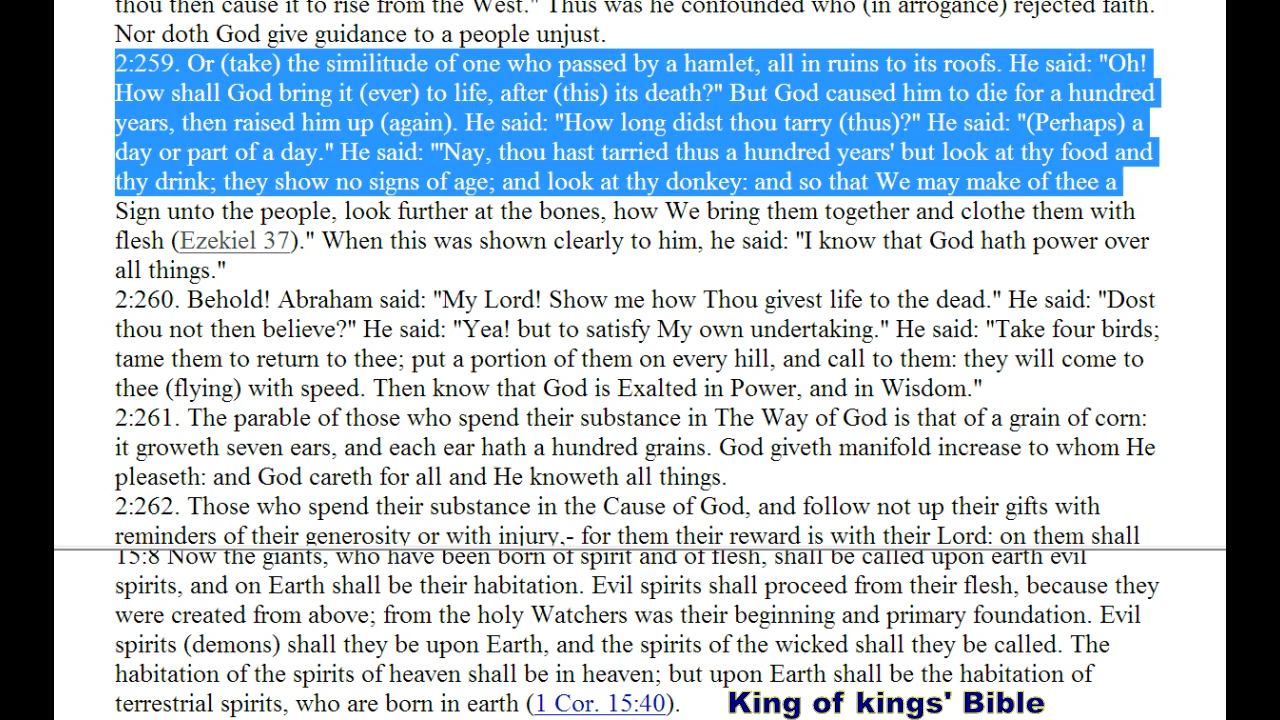 thou then cause it to rise from the West." Thus was he confounded who (in arrogance) rejected faith.
Nor doth God give guidance to a people unjust.
2:259. Or (take) the similitude of one who passed by a hamlet, all in ruins to its roofs. He said: "Oh!
How shall God bring it (ever) to life, after (this) its death?" But God caused him to die for a hundred
years, then raised him up (again). He said: "How long didst thou tarry (thus)?" He said: "(Perhaps) a
day or part of a day." He said: "'Nay, thou hast tarried thus a hundred years' but look at thy food and
thy drink; they show no signs of age; and look at thy donkey: and so that We may make of thee a
Sign unto the people, look further at the bones, how We bring them together and clothe them with
flesh (Ezekiel 37)." When this was shown clearly to him, he said: "I know that God hath power over
all things."
2:260. Behold! Abraham said: "My Lord! Show me how Thou givest life to the dead." He said: "Dost
thou not then believe?" He said: "Yea! but to satisfy My own undertaking." He said: "Take four birds;
tame them to return to thee; put a portion of them on every hill, and call to them: they will come to
thee (flying) with speed. Then know that God is Exalted in Power, and in Wisdom."
2:261. The parable of those who spend their substance in The Way of God is that of a grain of corn:
it groweth seven ears, and each ear hath a hundred grains. God giveth manifold increase to whom He
pleaseth: and God careth for all and He knoweth all things.
2:262. Those who spend their substance in the Cause of God, and follow not up their gifts with
reminders of their generosity or with injury,- for them their reward is with their Lord: on them shall
15:8 Now the giants, who have been born of spirit and of flesh, shall be called upon earth evil
spirits, and on Earth shall be their habitation. Evil spirits shall proceed from their flesh, because they
were created from above; from the holy Watchers was their beginning and primary foundation. Evil
spirits (demons) shall they be upon Earth, and the spirits of the wicked shall they be called. The
habitation of the spirits of heaven shall be in heaven; but upon Earth shall be the habitation of
terrestrial spirits, who are born in earth (1 Cor. 15:40).
King of kings' Bible